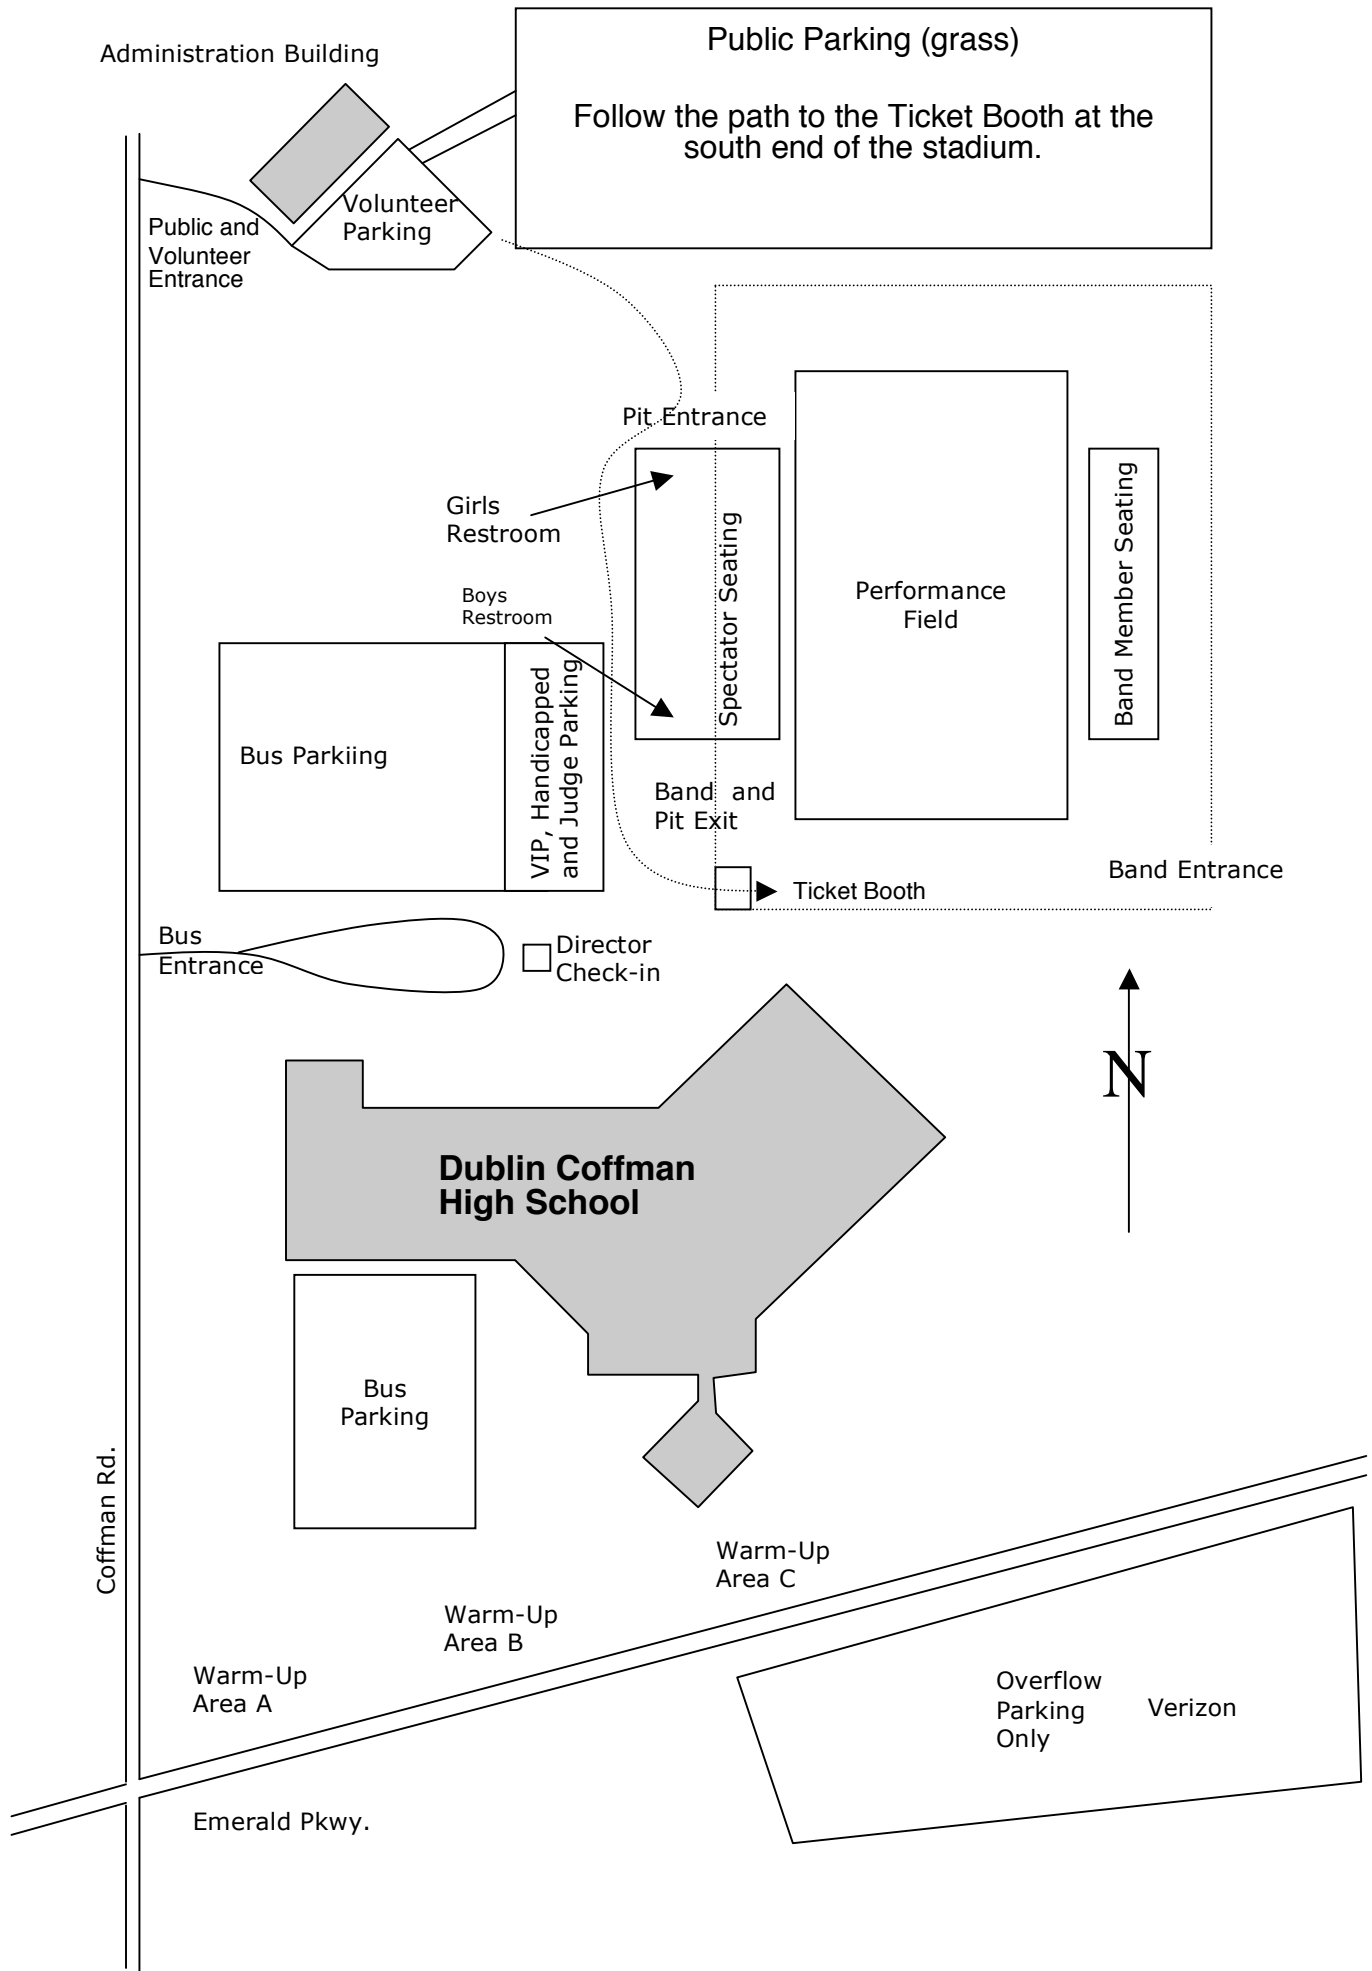 Administration Building
Public Parking (grass)
Follow the path to the Ticket Booth at the
south end of the stadium.
Volunteer
Parking
Public and
Volunteer
Entrance
Pit Entrance
Girls
Restroom
Boys
Restroom
Spectator Seating
Performance
Field
Band Member Seating
Bus Parkiing
VIP, Handicapped
and Judge Parking
Band and
Pit Exit
Band Entrance
Ticket Booth
Bus
Entrance
Director
Check-in
N
Dublin Coffman
High School
Bus
Parking
Coffman Rd.
Warm-Up
Area C
Warm-Up
Area B
Warm-Up
Area A
Overflow
Parking
Only
Verizon
Emerald Pkwy.